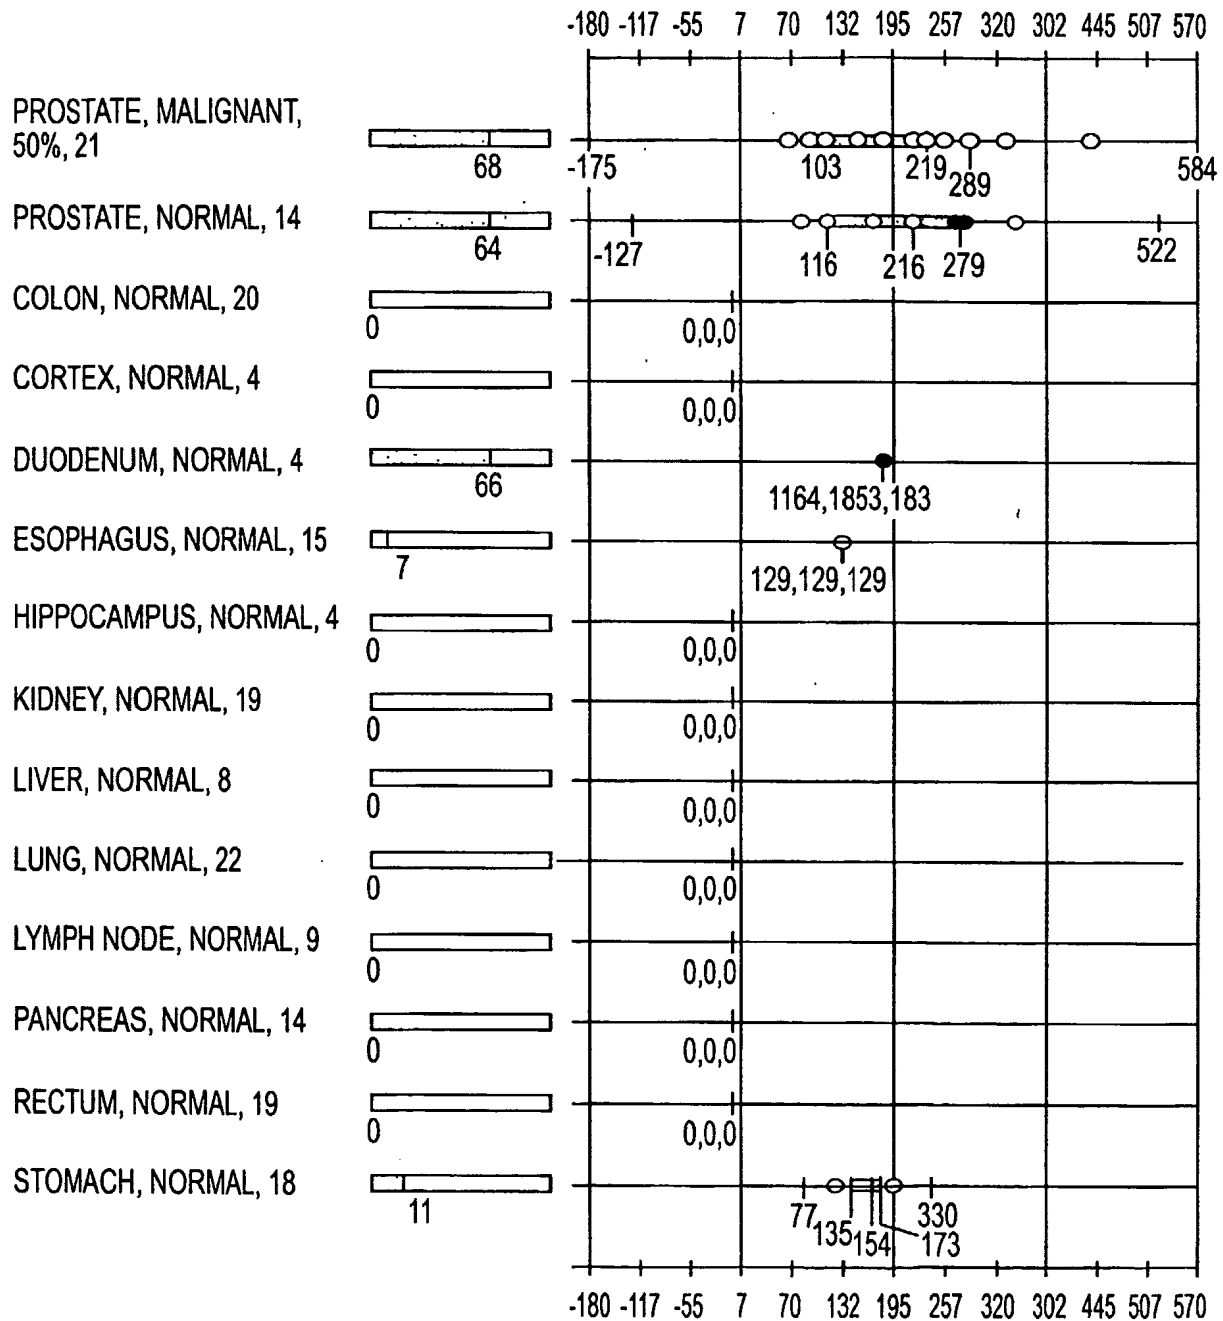 -180 -117 -55 7 70 132 195 257 320 302 445 507 570
PROSTATE, MALIGNANT,
50%, 21
68
-175
103
219
289
584
PROSTATE, NORMAL, 14
64
-127
116
216
279
522
COLON, NORMAL, 20
0
0,0,0
CORTEX, NORMAL, 4
0
0,0,0
DUODENUM, NORMAL, 4
66
1164,1853,183
ESOPHAGUS, NORMAL, 15
7
129,129,129
HIPPOCAMPUS, NORMAL, 4
0
0,0,0
KIDNEY, NORMAL, 19
0
0,0,0
LIVER, NORMAL, 8
0
0,0,0
LUNG, NORMAL, 22
0
0,0,0
LYMPH NODE, NORMAL, 9
0
0,0,0
PANCREAS, NORMAL, 14
0
0,0,0
RECTUM, NORMAL, 19
0
0,0,0
STOMACH, NORMAL, 18
11
77
135
154
173
330
-180 -117 -55 7 70 132 195 257 320 302 445 507 570